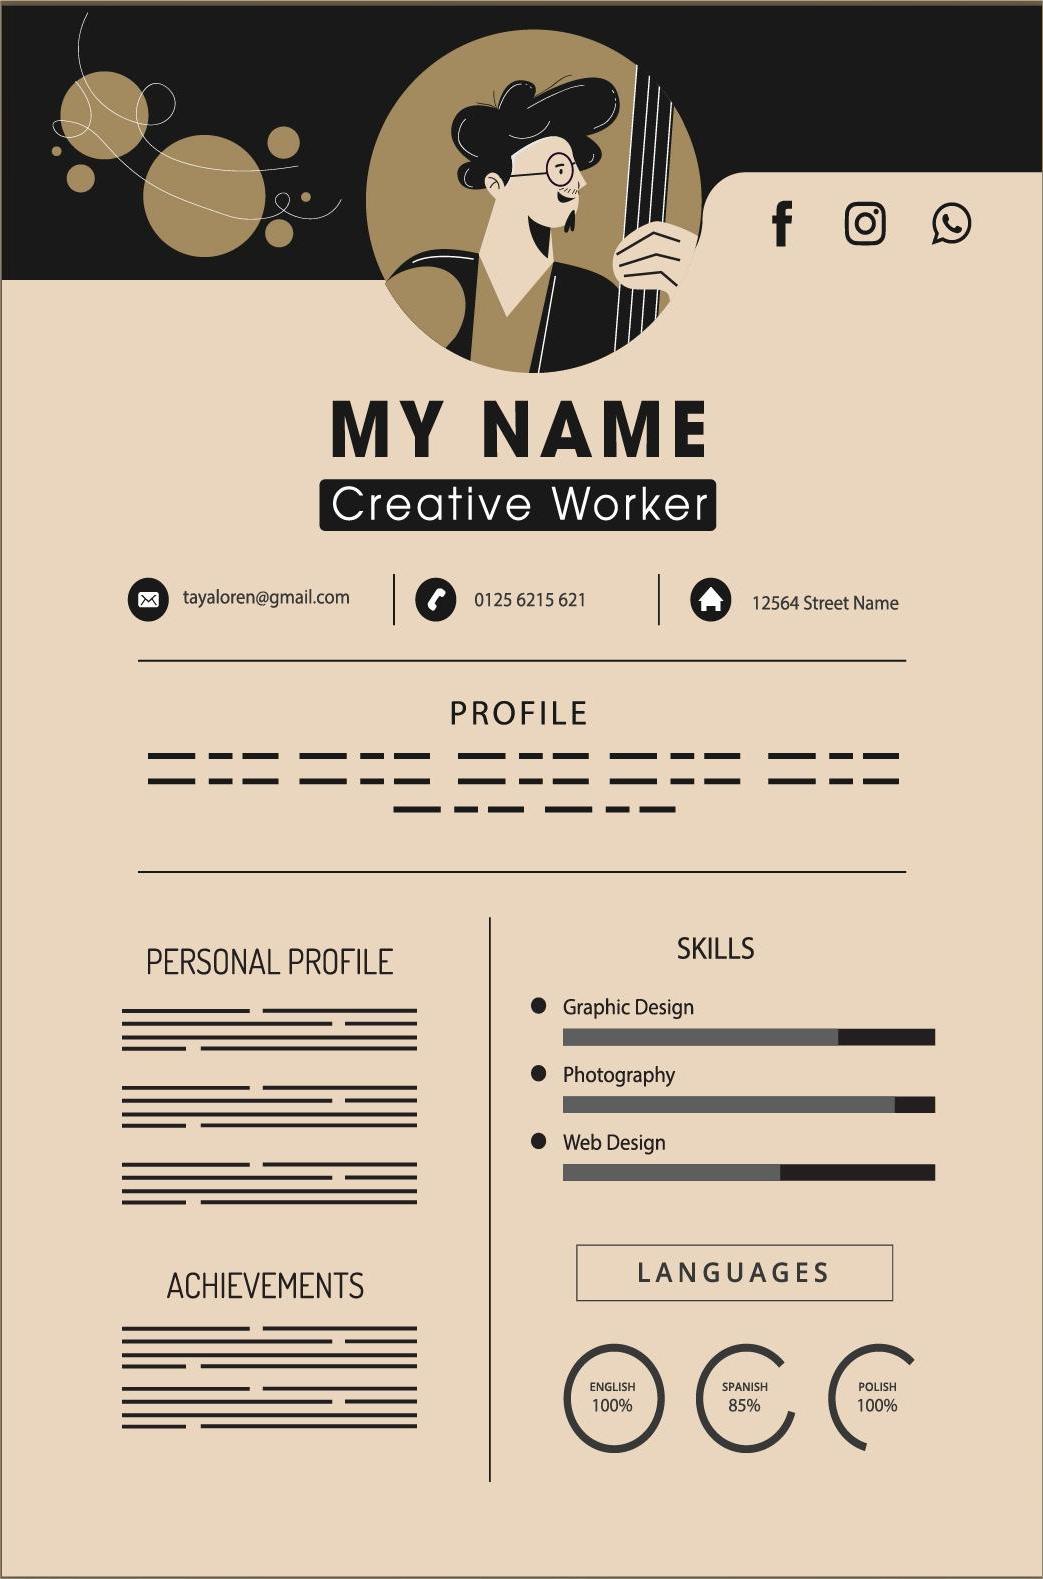 MY NAME
Creative Worker
tayaloren@gmail.com
0125 6215 621
12564 Street Name
PROFILE
PERSONAL PROFILE
ACHIEVEMENTS
SKILLS
Graphic Design
Photography
Web Design
LANGUAGES
ENGLISH
100%
SPANISH
85%
POLISH
100%